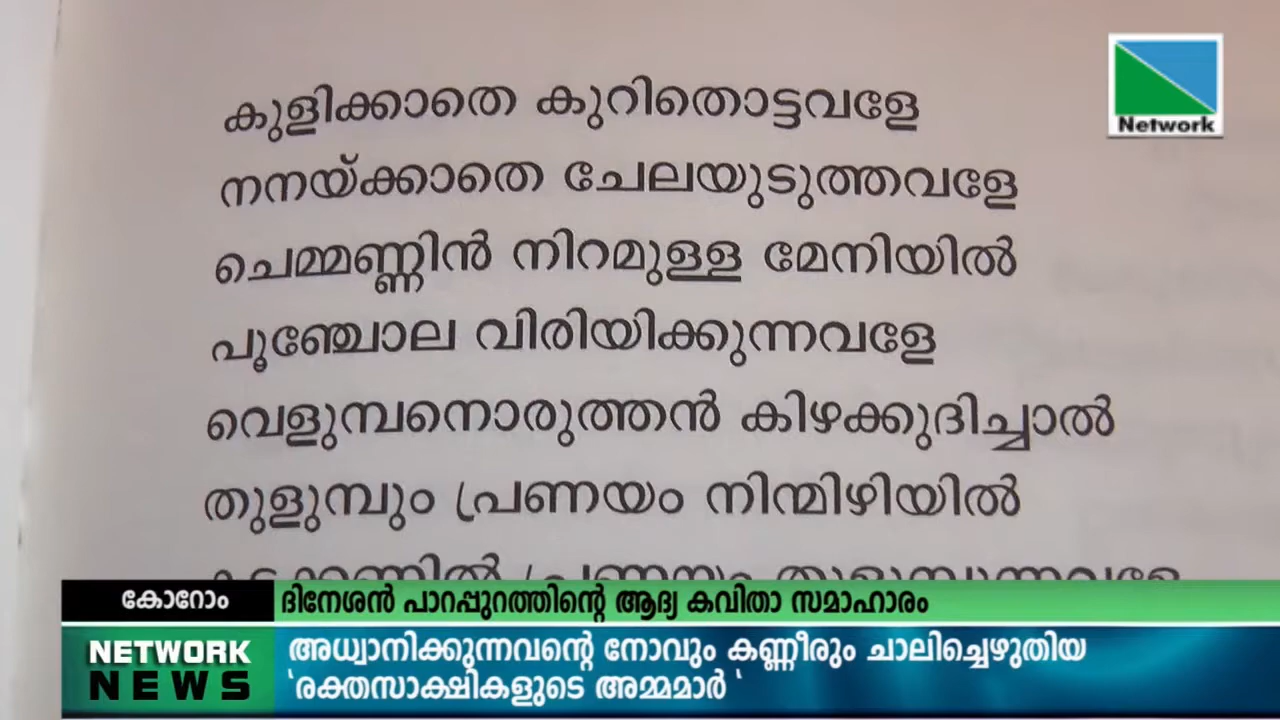 Network
കുളിക്കാതെ കുറിതൊട്ടവളേ
നനയ്ക്കാതെ ചേലയുടുത്തവളേ
ചെമ്മണ്ണിൻ നിറമുള്ള മേനിയിൽ
പൂഞ്ചോല വിരിയിക്കുന്നവളേ
വെളുമ്പനൊരുത്തൻ കിഴക്കുദിച്ചാൽ
തുളുമ്പും പ്രണയം നിന്മിഴിയിൽ
കോറോം ദിനേശൻ പാറപ്പുറത്തിന്റെ ആദ്യ കവിതാ സമാഹാരം
NETWORK NEWS
അധ്വാനിക്കുന്നവന്റെ നോവും കണ്ണീരും ചാലിച്ചെഴുതിയ
'രക്തസാക്ഷികളുടെ അമ്മമാർ '